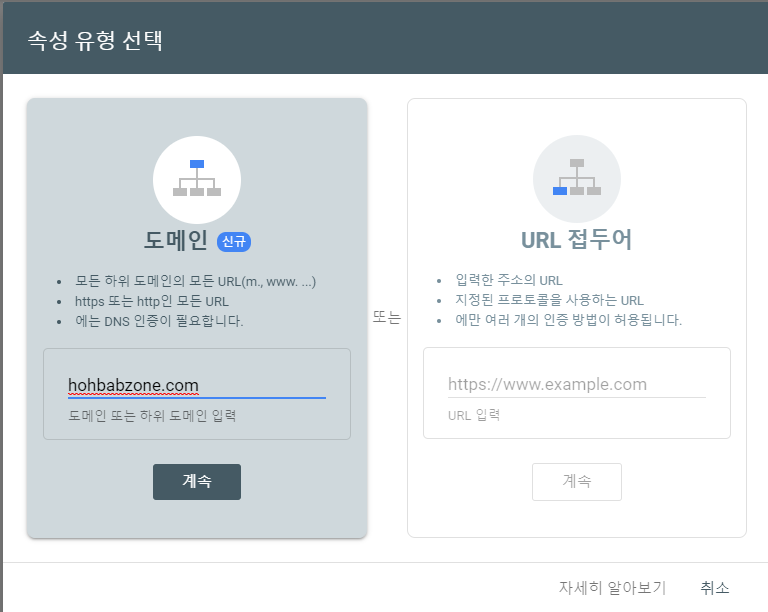 속성 유형 선택
도메인 신규
모든 하위 도메인의 모든 URL(m., www. ...)
https 또는 http인 모든 URL
에는 DNS 인증이 필요합니다.
hohbabzone.com
도메인 또는 하위 도메인 입력
계속
또는
URL 접두어
입력한 주소의 URL
지정된 프로토콜을 사용하는 URL
에만 여러 개의 인증 방법이 허용됩니다.
https://www.example.com
URL 입력
계속
자세히 알아보기 취소